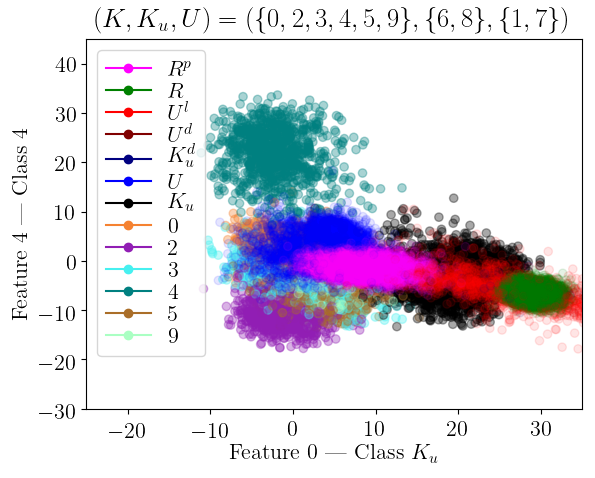 (K, K_u, U) = ({0, 2, 3, 4, 5, 9}, {6, 8}, {1, 7})
Feature 4 — Class 4
40
30
20
10
0
−10
−20
−30
R^p
R
U^l
U^d
K_u^d
U
K_u
0
2
3
4
5
9
−20
−10
0
10
20
30
Feature 0 — Class K_u